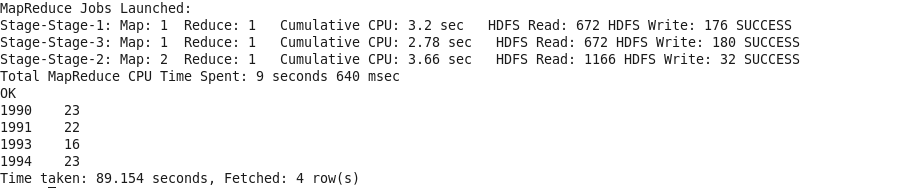 MapReduce Jobs Launched:
Stage-Stage-1: Map: 1  Reduce: 1   Cumulative CPU: 3.2 sec   HDFS Read: 672 HDFS Write: 176 SUCCESS
Stage-Stage-3: Map: 1  Reduce: 1   Cumulative CPU: 2.78 sec   HDFS Read: 672 HDFS Write: 180 SUCCESS
Stage-Stage-2: Map: 2  Reduce: 1   Cumulative CPU: 3.66 sec   HDFS Read: 1166 HDFS Write: 32 SUCCESS
Total MapReduce CPU Time Spent: 9 seconds 640 msec
OK
1990    23
1991    22
1993    16
1994    23
Time taken: 89.154 seconds, Fetched: 4 row(s)